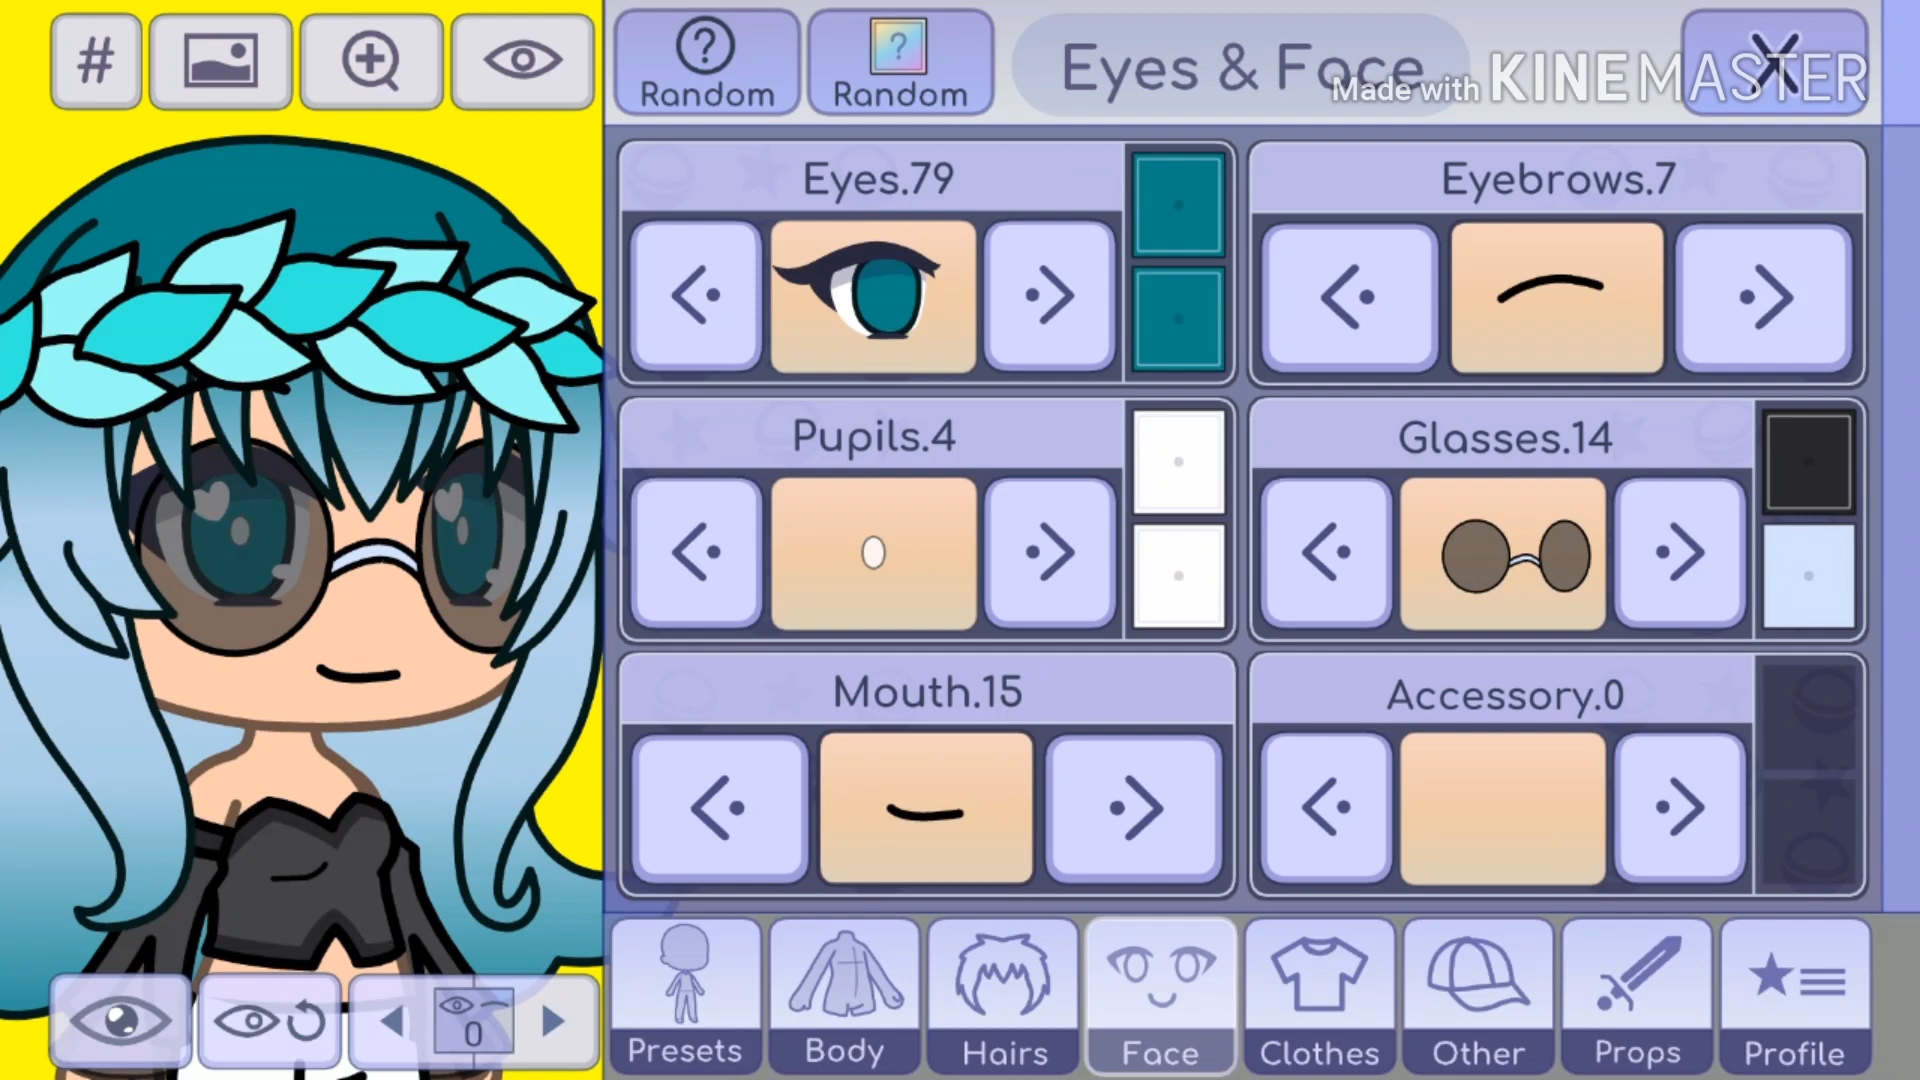 #
?
Random
?
Random
Eyes & Face
X
Made with KINEMASTER
Eyes.79
Eyebrows.7
Pupils.4
Glasses.14
Mouth.15
Accessory.0
0
Presets
Body
Hairs
Face
Clothes
Other
Props
Profile